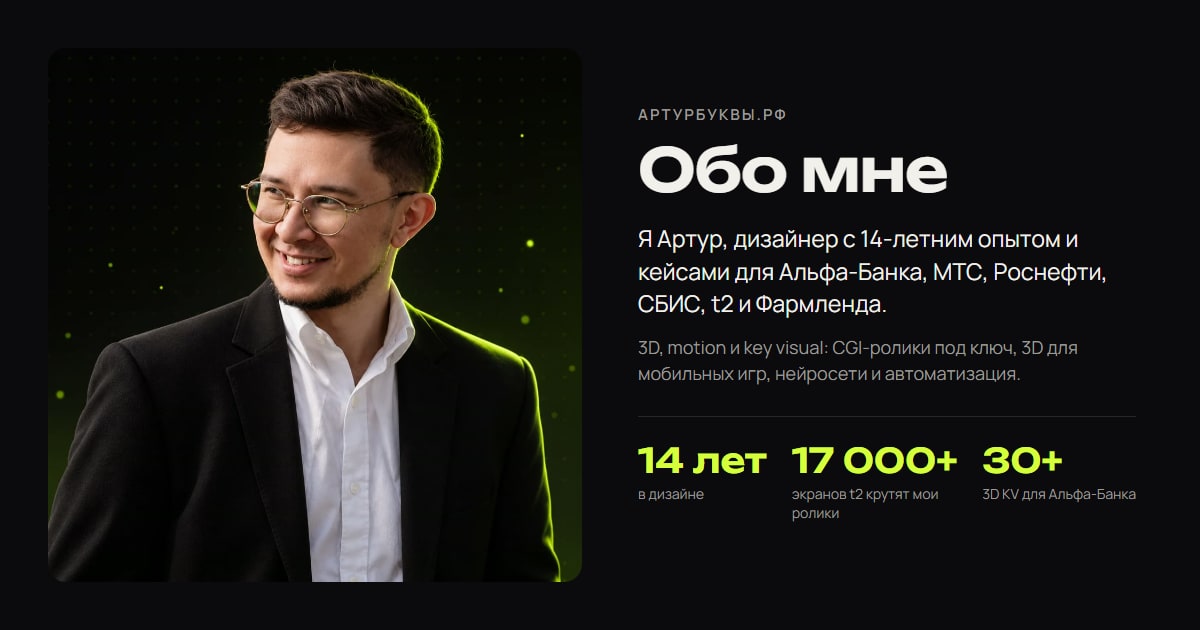 АРТУРБУКВЫ.РФ
Обо мне
Я Артур, дизайнер с 14-летним опытом и
кейсами для Альфа-Банка, МТС, Роснефти,
СБИС, t2 и Фармленда.
3D, motion и key visual: CGI-ролики под ключ, 3D для
мобильных игр, нейросети и автоматизация.
14 лет
в дизайне
17 000+
экранов t2 крутят мои
ролики
30+
3D KV для Альфа-Банка